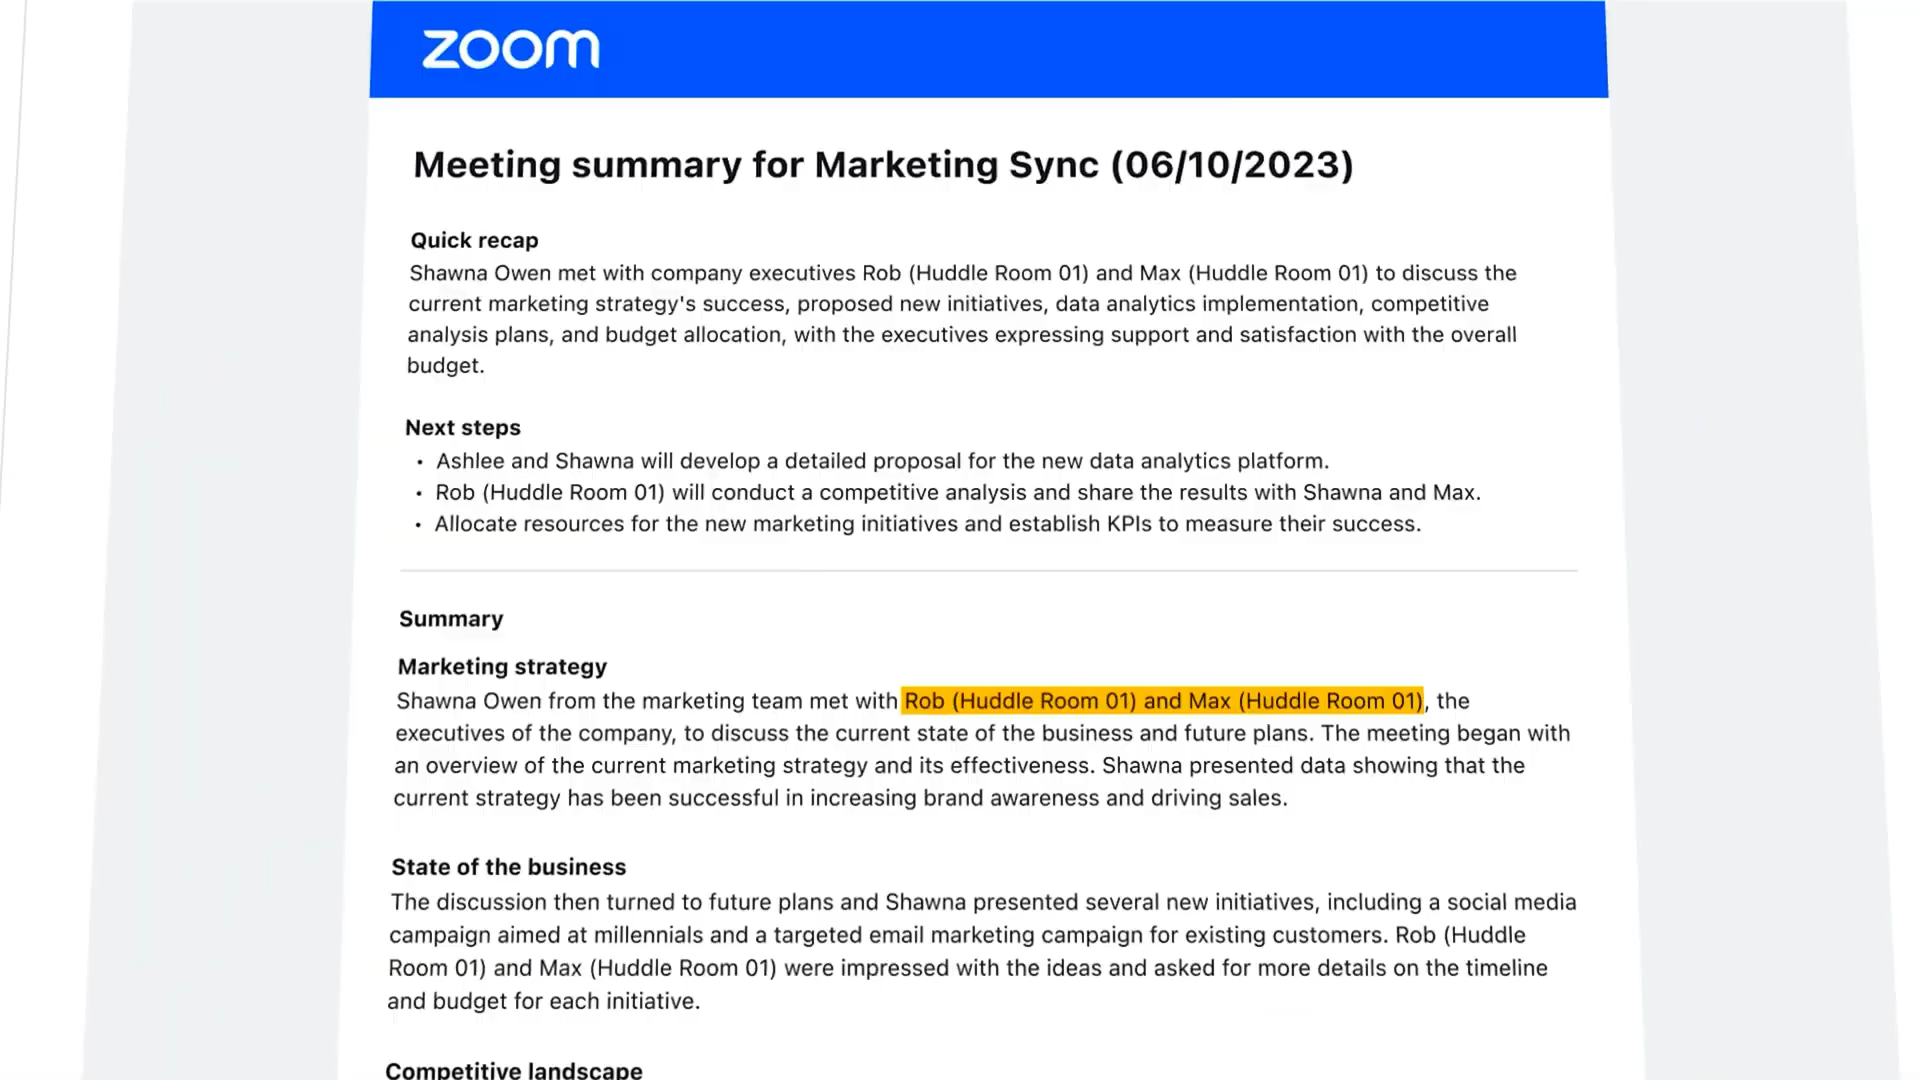 zoom
Meeting summary for Marketing Sync (06/10/2023)
Quick recap
Shawna Owen met with company executives Rob (Huddle Room 01) and Max (Huddle Room 01) to discuss the
current marketing strategy's success, proposed new initiatives, data analytics implementation, competitive
analysis plans, and budget allocation, with the executives expressing support and satisfaction with the overall
budget.
Next steps
• Ashlee and Shawna will develop a detailed proposal for the new data analytics platform.
• Rob (Huddle Room 01) will conduct a competitive analysis and share the results with Shawna and Max.
• Allocate resources for the new marketing initiatives and establish KPIs to measure their success.
Summary
Marketing strategy
Shawna Owen from the marketing team met with Rob (Huddle Room 01) and Max (Huddle Room 01), the
executives of the company, to discuss the current state of the business and future plans. The meeting began with
an overview of the current marketing strategy and its effectiveness. Shawna presented data showing that the
current strategy has been successful in increasing brand awareness and driving sales.
State of the business
The discussion then turned to future plans and Shawna presented several new initiatives, including a social media
campaign aimed at millennials and a targeted email marketing campaign for existing customers. Rob (Huddle
Room 01) and Max (Huddle Room 01) were impressed with the ideas and asked for more details on the timeline
and budget for each initiative.
Competitive landscape